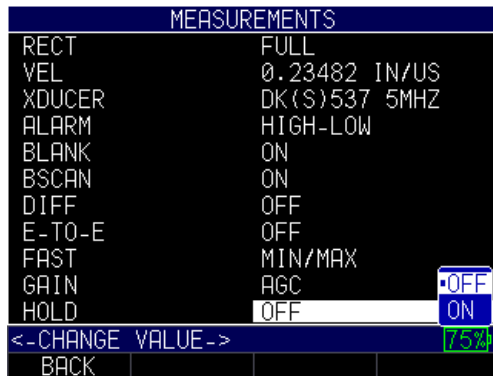 MEASUREMENTS
RECT FULL
VEL 0.23482 IN/US
XDUCER DK(S)537 5MHZ
ALARM HIGH-LOW
BLANK ON
BSCAN ON
DIFF OFF
E-TO-E OFF
FAST MIN/MAX
GAIN AGC
▪OFF
HOLD OFF ON
<-CHANGE VALUE-> 75%
BACK